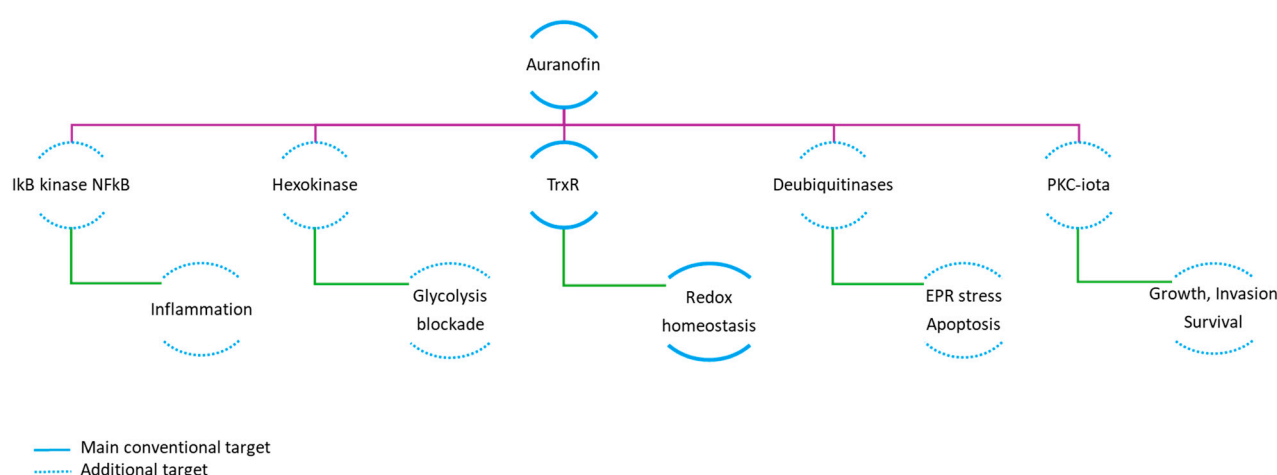 Auranofin
IkB kinase NFkB
Hexokinase
TrxR
Deubiquitinases
PKC-iota
Inflammation
Glycolysis
blockade
Redox
homeostasis
EPR stress
Apoptosis
Growth, Invasion
Survival
Main conventional target
Additional target